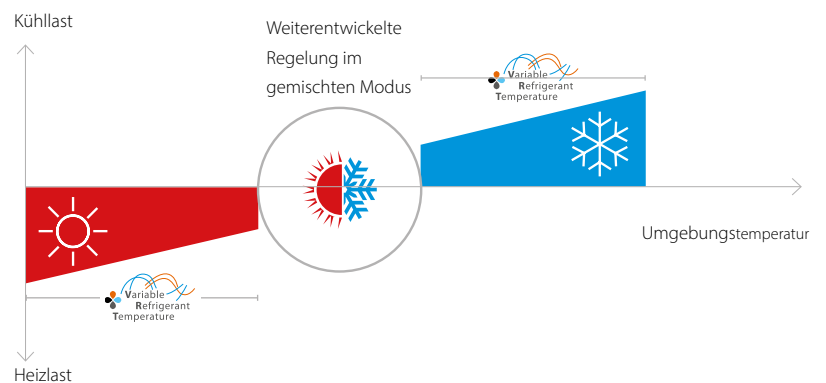 Kühllast
Weiterentwickelte
Regelung im
gemischten Modus
Variable
Refrigerant
Temperature
Umgebungstemperatur
Variable
Refrigerant
Temperature
Heizlast